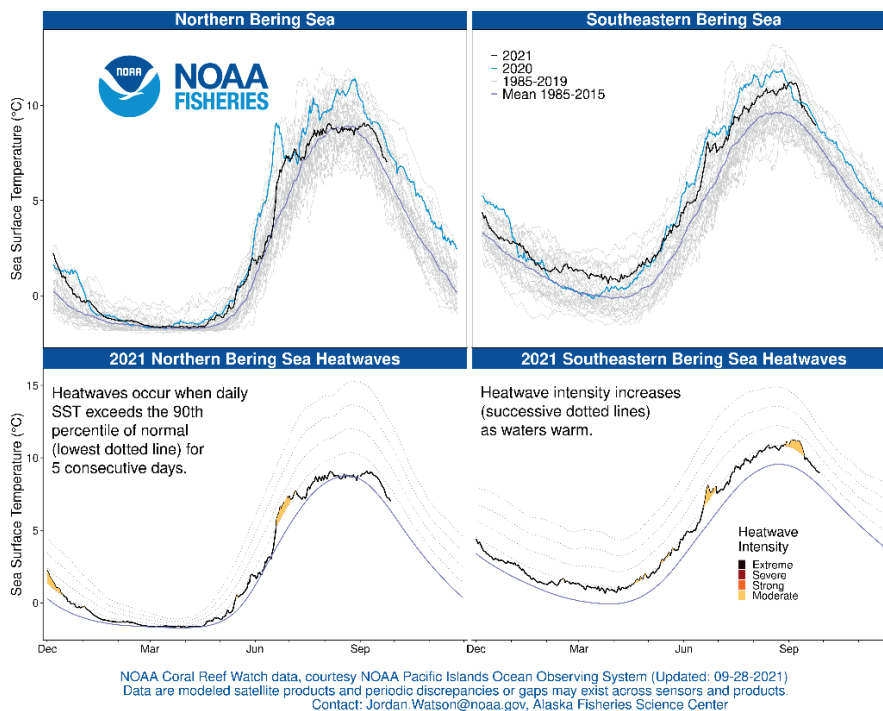 Northern Bering Sea
Southeastern Bering Sea
NOAA
NOAA
FISHERIES
2021
2020
1985-2019
Mean 1985-2015
Sea Surface Temperature (°C)
10
5
0
2021 Northern Bering Sea Heatwaves
2021 Southeastern Bering Sea Heatwaves
Heatwaves occur when daily
SST exceeds the 90th
percentile of normal
(lowest dotted line) for
5 consecutive days.
Heatwave intensity increases
(successive dotted lines)
as waters warm.
Sea Surface Temperature (°C)
15
10
5
0
Heatwave
Intensity
Extreme
Severe
Strong
Moderate
Dec Mar Jun Sep Dec Mar Jun Sep
NOAA Coral Reef Watch data, courtesy NOAA Pacific Islands Ocean Observing System (Updated: 09-28-2021)
Data are modeled satellite products and periodic discrepancies or gaps may exist across sensors and products.
Contact: Jordan.Watson@noaa.gov, Alaska Fisheries Science Center